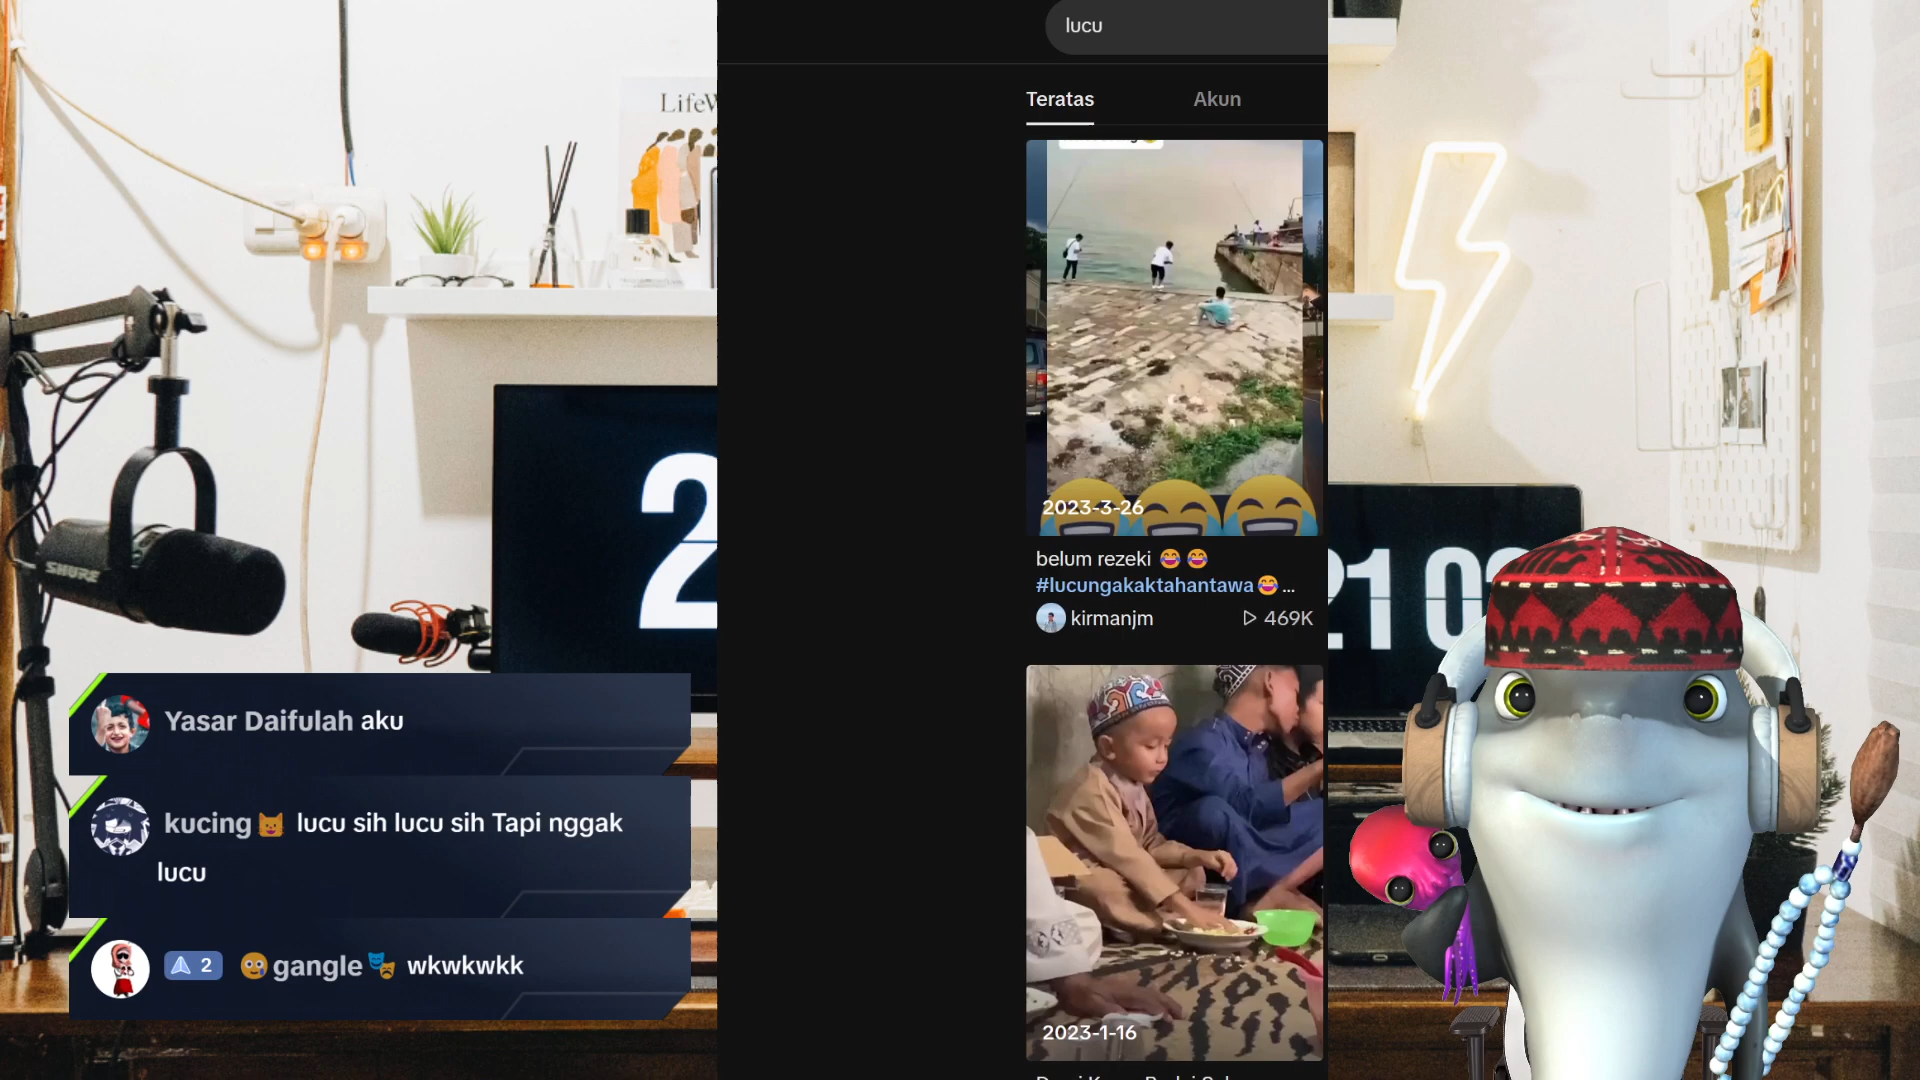 LifeW
SHURE
2
Yasar Daifulah aku
kucing😺 lucu sih lucu sih Tapi nggak
lucu
2 🥲gangle🎭 wkwkwkk
lucu
Teratas Akun
2023-3-26
belum rezeki 😂 😂
#lucungakaktahantawa😂 ...
kirmanjm 469K
2023-1-16
21